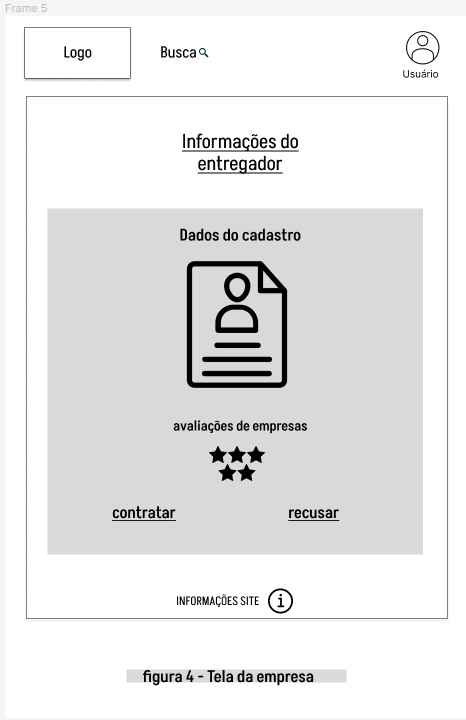 Frame 5
Logo
Busca
Usuário
Informações do
entregador
Dados do cadastro
avaliações de empresas
contratar
recusar
INFORMAÇÕES SITE
figura 4 - Tela da empresa